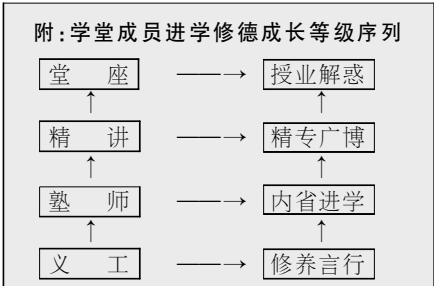 附：学堂成员进学修德成长等级序列
堂 座 ——→ 授业解惑
↑ ↑
精 讲 ——→ 精专广博
↑ ↑
塾 师 ——→ 内省进学
↑ ↑
义 工 ——→ 修养言行